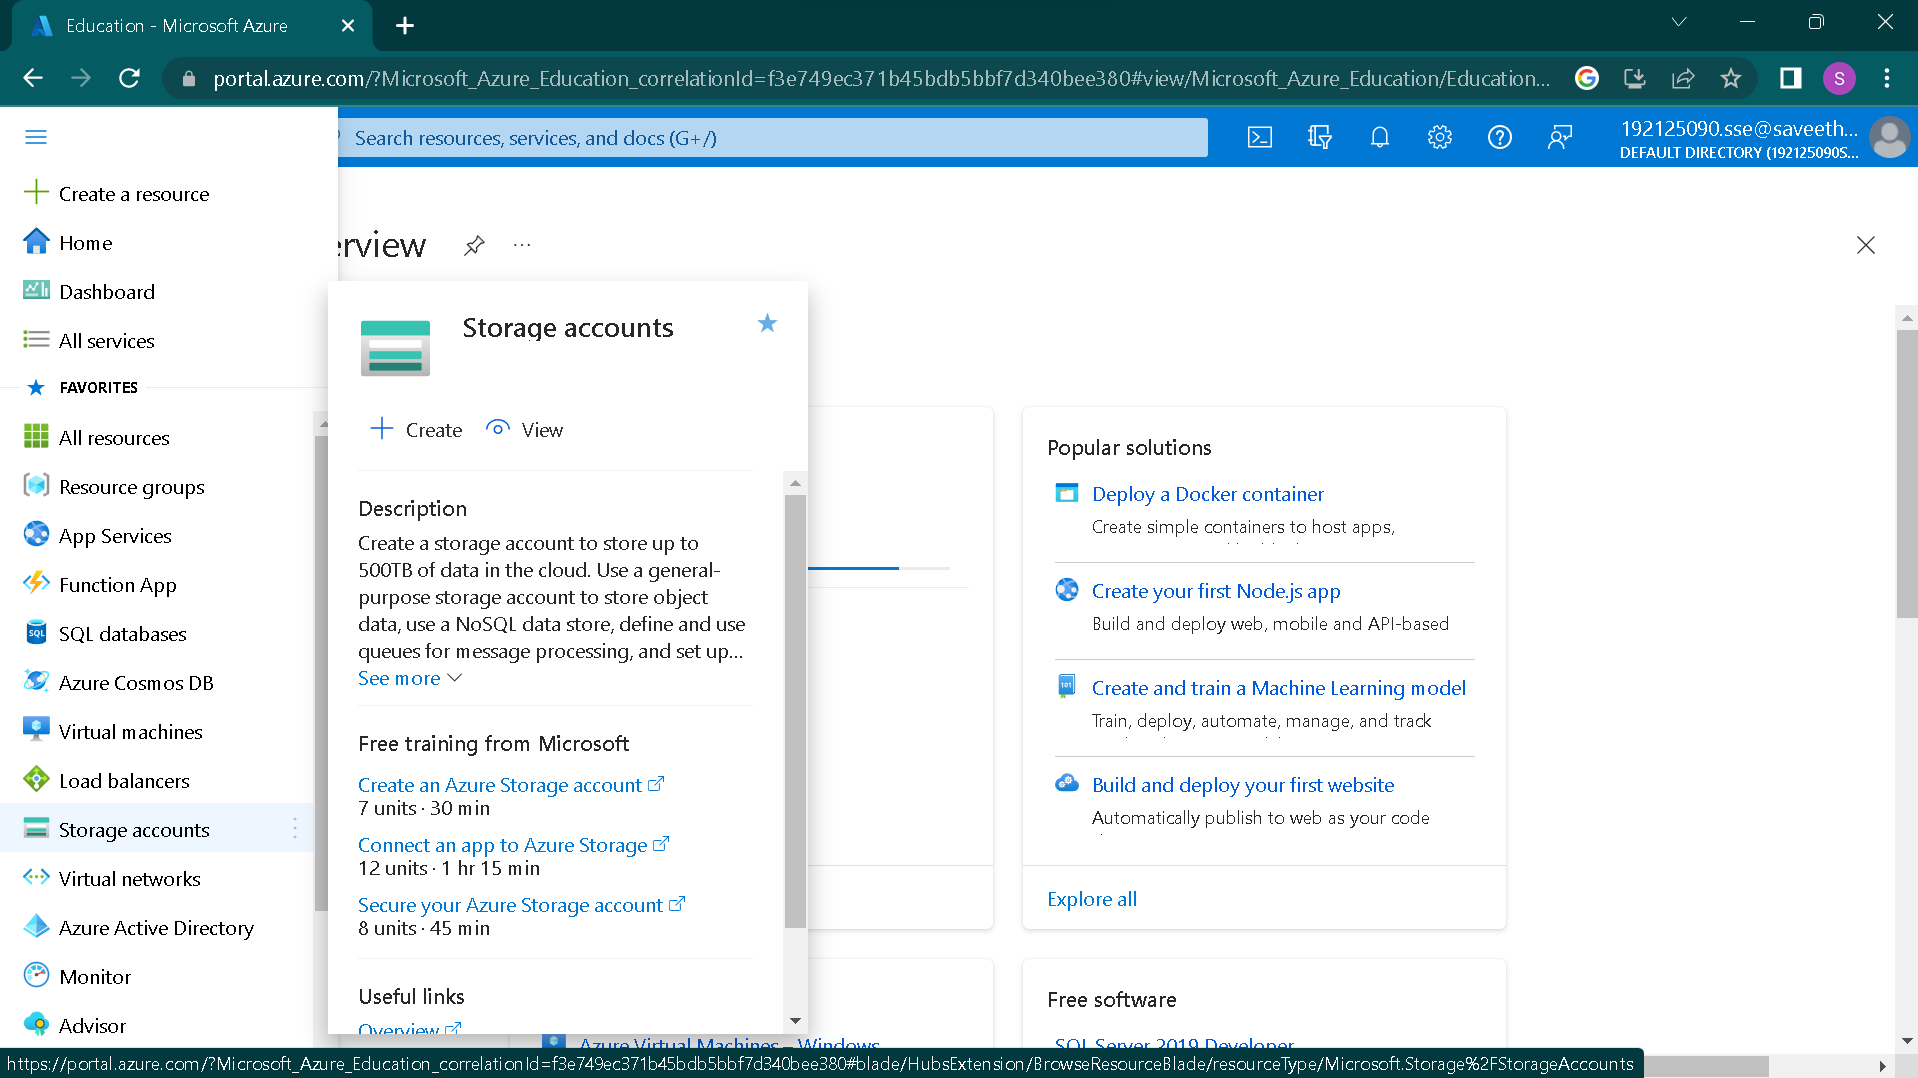 Education - Microsoft Azure
portal.azure.com/?Microsoft_Azure_Education_correlationId=f3e749ec371b45bdb5bbf7d340bee380#view/Microsoft_Azure_Education/Education...
S
Search resources, services, and docs (G+/)
192125090.sse@saveeth...
DEFAULT DIRECTORY (192125090S...
Create a resource
Home
Dashboard
All services
FAVORITES
All resources
Resource groups
App Services
Function App
SQL databases
Azure Cosmos DB
Virtual machines
Load balancers
Storage accounts
Virtual networks
Azure Active Directory
Monitor
Advisor
erview
Storage accounts
Create
View
Description
Create a storage account to store up to
500TB of data in the cloud. Use a general-
purpose storage account to store object
data, use a NoSQL data store, define and use
queues for message processing, and set up...
See more
Free training from Microsoft
Create an Azure Storage account
7 units · 30 min
Connect an app to Azure Storage
12 units · 1 hr 15 min
Secure your Azure Storage account
8 units · 45 min
Useful links
Overview
Azure Virtual Machines – Windows
Popular solutions
Deploy a Docker container
Create simple containers to host apps,
Create your first Node.js app
Build and deploy web, mobile and API-based
Create and train a Machine Learning model
Train, deploy, automate, manage, and track
Build and deploy your first website
Automatically publish to web as your code
Explore all
Free software
SQL Server 2019 Developer
https://portal.azure.com/?Microsoft_Azure_Education_correlationId=f3e749ec371b45bdb5bbf7d340bee380#blade/HubsExtension/BrowseResourceBlade/resourceType/Microsoft.Storage%2FStorageAccounts